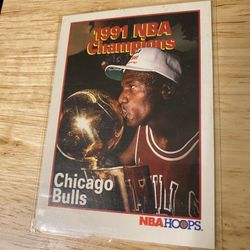 1991 NBA
Champions
Chicago
Bulls
NBA HOOPS